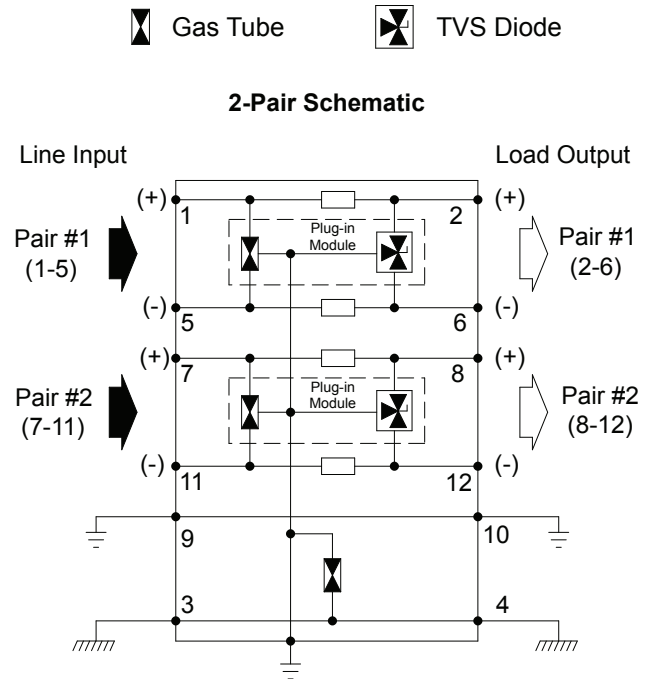 Gas Tube
TVS Diode
2-Pair Schematic
Line Input
Load Output
(+)
1
2
(+)
Plug-in
Module
Pair #1
(1-5)
Pair #1
(2-6)
(-)
5
6
(-)
(+)
7
8
(+)
Plug-in
Module
Pair #2
(7-11)
Pair #2
(8-12)
(-)
11
12
(-)
9
10
3
4